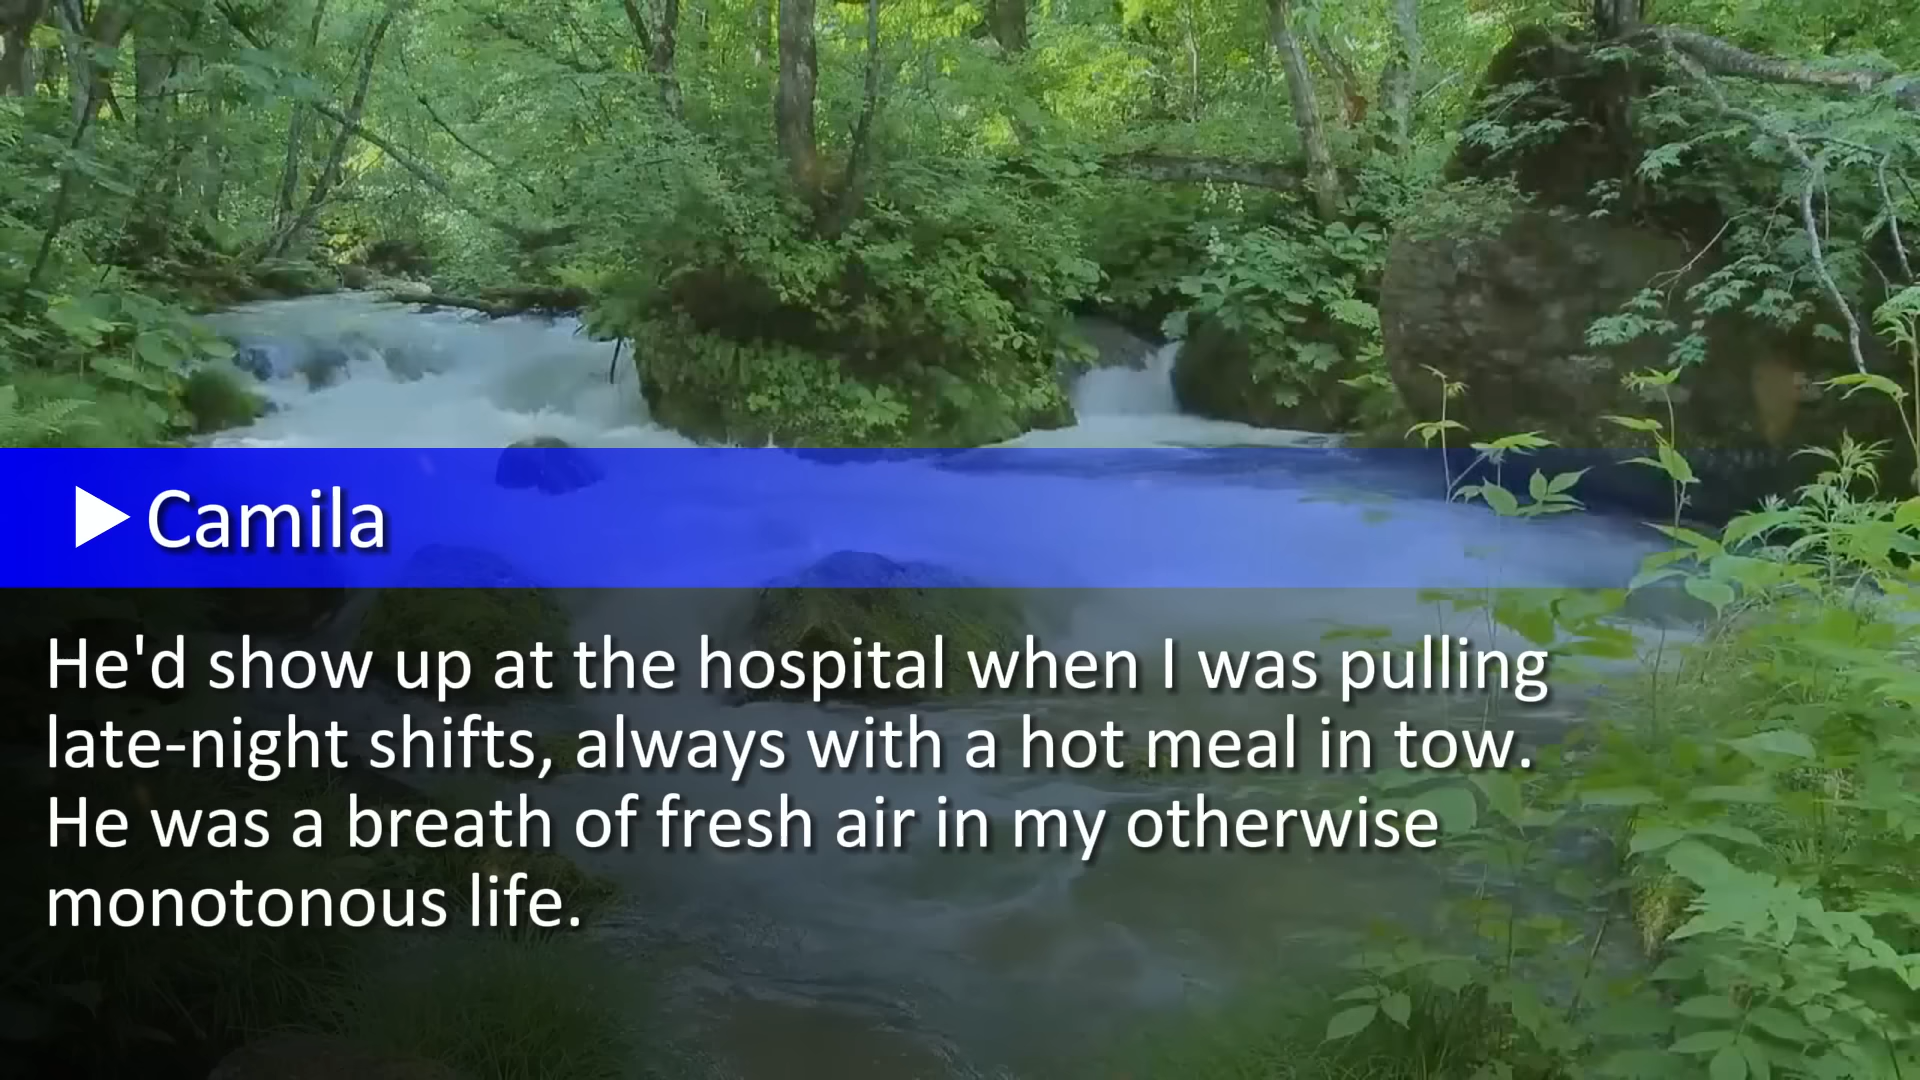 Camila
He'd show up at the hospital when I was pulling
late-night shifts, always with a hot meal in tow.
He was a breath of fresh air in my otherwise
monotonous life.